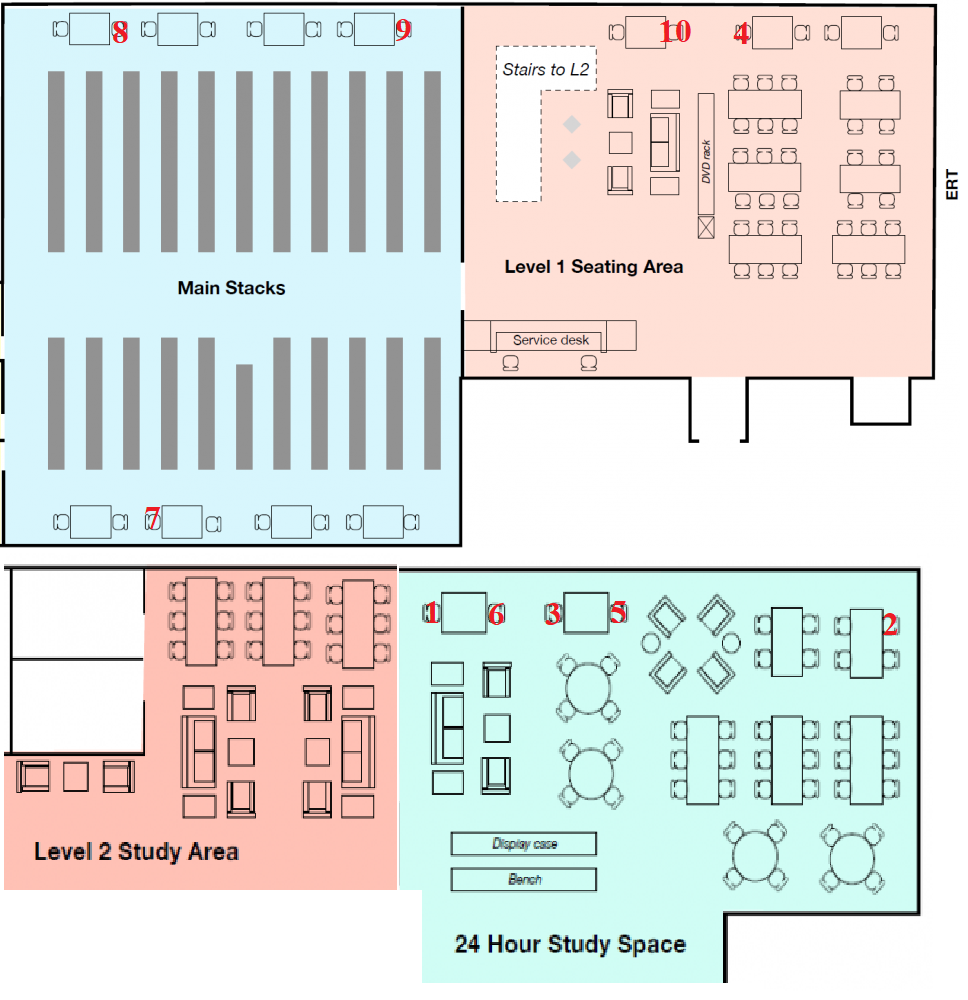 8
9
10
4
Stairs to L2
DVD rack
ERT
Level 1 Seating Area
Main Stacks
Service desk
7
1
6
3
5
2
Level 2 Study Area
Display case
Bench
24 Hour Study Space